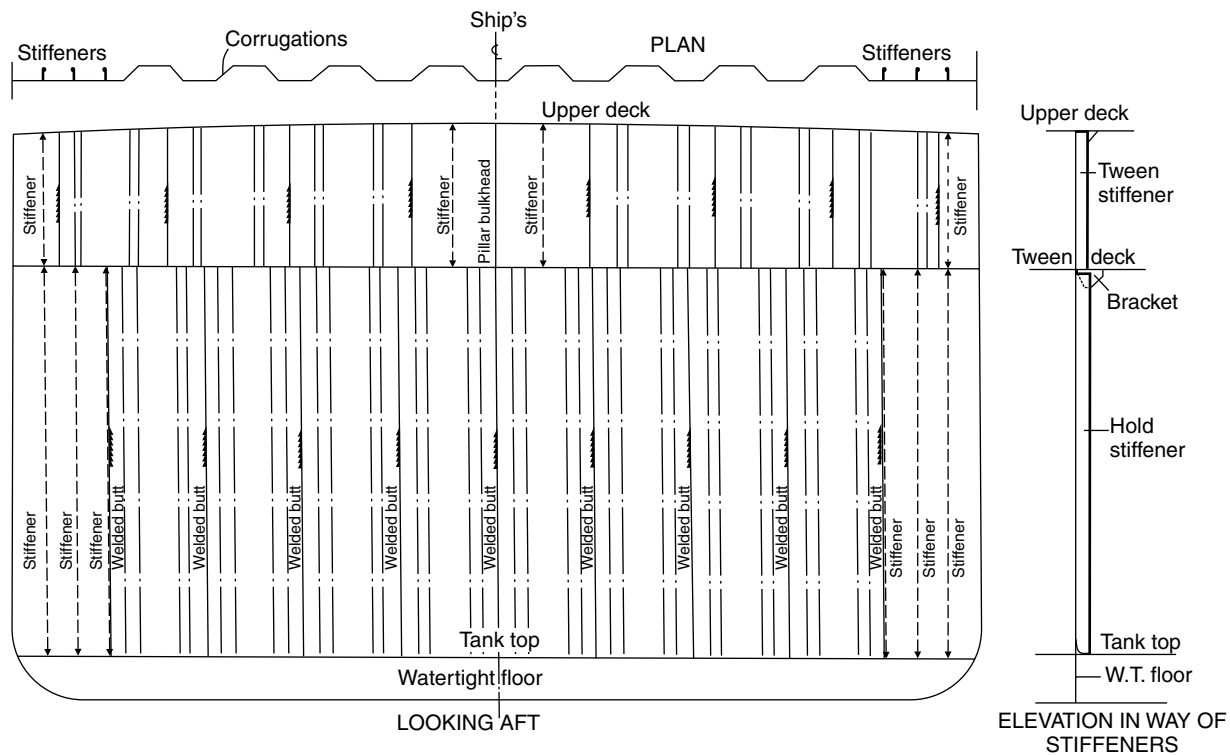 Ship's
℄
Corrugations
PLAN
Stiffeners
Stiffeners
Upper deck
Upper deck
Stiffener
Stiffener
Pillar bulkhead
Stiffener
Stiffener
Tween
stiffener
Tween deck
Bracket
Hold
stiffener
Stiffener
Stiffener
Stiffener
Welded butt
Welded butt
Welded butt
Welded butt
Welded butt
Welded butt
Welded butt
Welded butt
Welded butt
Stiffener
Stiffener
Stiffener
Tank top
Tank top
Watertight floor
W.T. floor
LOOKING AFT
ELEVATION IN WAY OF
STIFFENERS